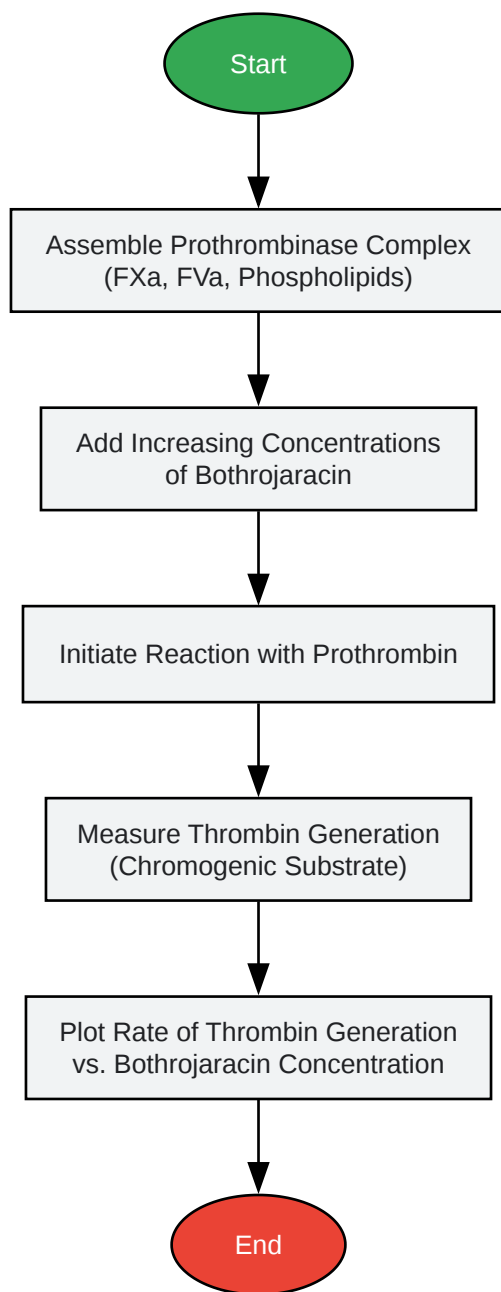 Start
Assemble Prothrombinase Complex
(FXa, FVa, Phospholipids)
Add Increasing Concentrations
of Bothrojaracin
Initiate Reaction with Prothrombin
Measure Thrombin Generation
(Chromogenic Substrate)
Plot Rate of Thrombin Generation
vs. Bothrojaracin Concentration
End